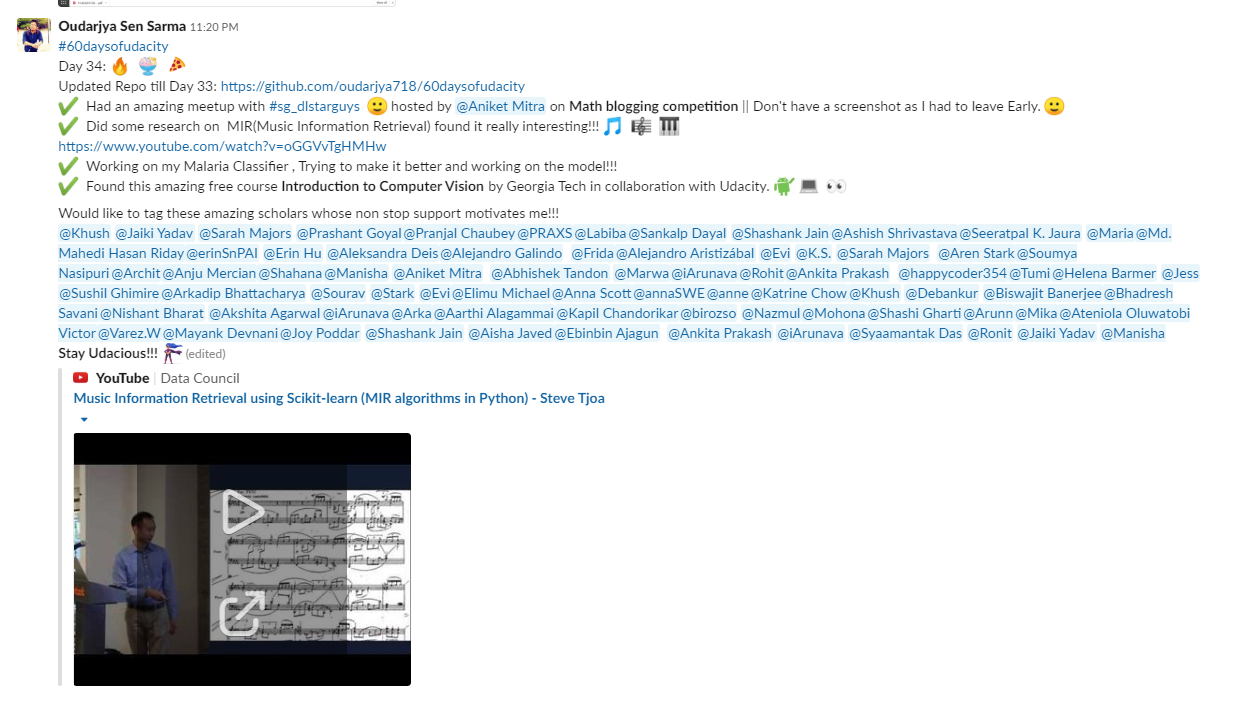 Oudarjya Sen Sarma 11:20 PM
#60daysofudacity
Day 34:
Updated Repo till Day 33: https://github.com/oudarjya718/60daysofudacity
Had an amazing meetup with #sg_dlstarguys hosted by @Aniket Mitra on Math blogging competition || Don't have a screenshot as I had to leave Early.
Did some research on MIR(Music Information Retrieval) found it really interesting!!!
https://www.youtube.com/watch?v=oGGVvTgHMHw
Working on my Malaria Classifier , Trying to make it better and working on the model!!!
Found this amazing free course Introduction to Computer Vision by Georgia Tech in collaboration with Udacity.
Would like to tag these amazing scholars whose non stop support motivates me!!!
@Khush @Jaiki Yadav @Sarah Majors @Prashant Goyal @Pranjal Chaubey @PRAXS @Labiba @Sankalp Dayal @Shashank Jain @Ashish Shrivastava @Seeratpal K. Jaura @Maria @Md.
Mahedi Hasan Riday @erinSnPAI @Erin Hu @Aleksandra Deis @Alejandro Galindo @Frida @Alejandro Aristizábal @Evi @K.S. @Sarah Majors @Aren Stark @Soumya
Nasipuri @Archit @Anju Mercian @Shahana @Manisha @Aniket Mitra @Abhishek Tandon @Marwa @iArunava @Rohit @Ankita Prakash @happycoder354 @Tumi @Helena Barmer @Jess
@Sushil Ghimire @Arkadip Bhattacharya @Sourav @Stark @Evi @Elimu Michael @Anna Scott @annaSWE @anne @Katrine Chow @Khush @Debankur @Biswajit Banerjee @Bhadresh
Savani @Nishant Bharat @Akshita Agarwal @iArunava @Arka @Aarthi Alagammai @Kapil Chandorikar @birozso @Nazmul @Mohona @Shashi Gharti @Arunn @Mika @Ateniola Oluwatobi
Victor @Varez.W @Mayank Devnani @Joy Poddar @Shashank Jain @Aisha Javed @Ebinbin Ajagun @Ankita Prakash @iArunava @Syaamantak Das @Ronit @Jaiki Yadav @Manisha
Stay Udacious!!! (edited)
YouTube | Data Council
Music Information Retrieval using Scikit-learn (MIR algorithms in Python) - Steve Tjoa